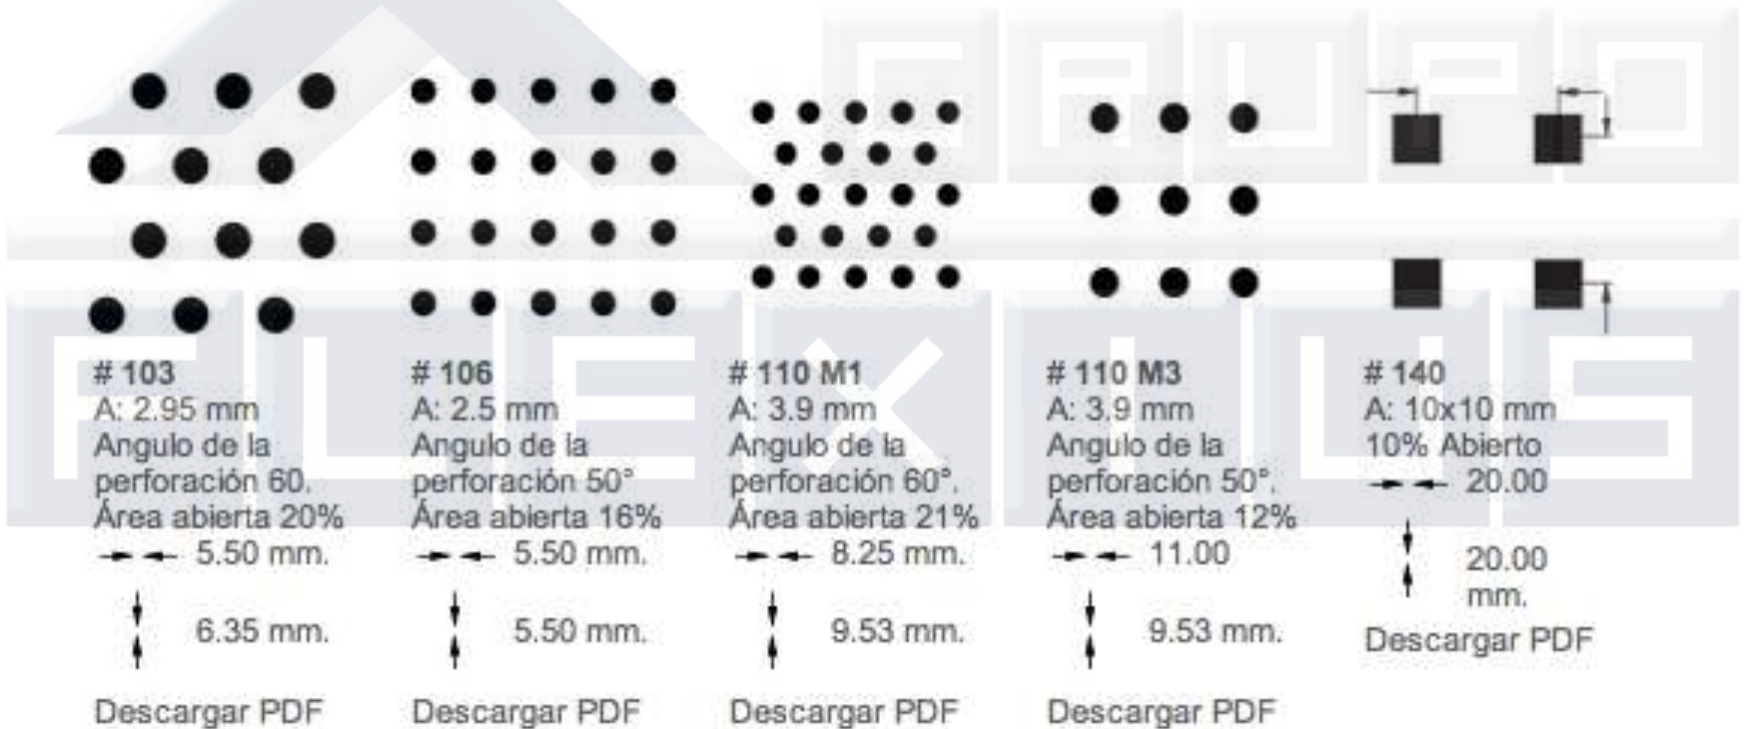 GRUPO
FLEXIUS
# 103
A: 2.95 mm
Angulo de la
perforación 60.
Área abierta 20%
5.50 mm.
6.35 mm.
Descargar PDF
# 106
A: 2.5 mm
Angulo de la
perforación 50°
Área abierta 16%
5.50 mm.
5.50 mm.
Descargar PDF
# 110 M1
A: 3.9 mm
Angulo de la
perforación 60°.
Área abierta 21%
8.25 mm.
9.53 mm.
Descargar PDF
# 110 M3
A: 3.9 mm
Angulo de la
perforación 50°.
Área abierta 12%
11.00
9.53 mm.
Descargar PDF
# 140
A: 10x10 mm
10% Abierto
20.00
20.00
mm.
Descargar PDF